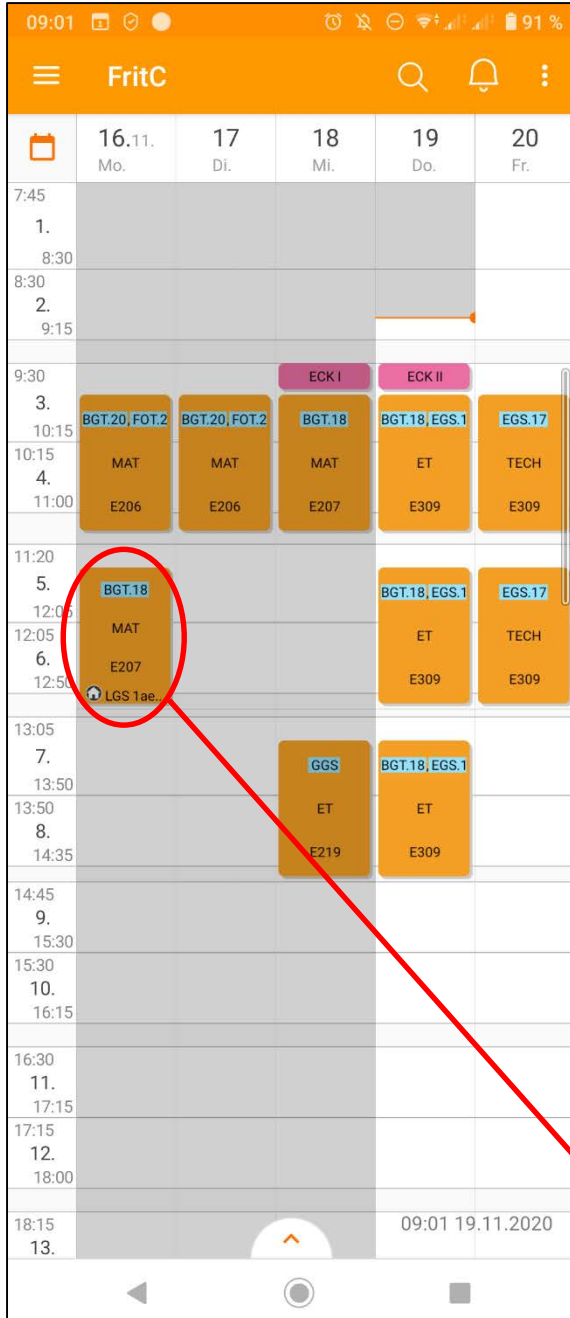 09:01 91 %
FritC
16.11. 17 18 19 20
Mo. Di. Mi. Do. Fr.
7:45
1.
8:30
8:30
2.
9:15
9:30 ECK I ECK II
3.
BGT.20, FOT.2 BGT.20, FOT.2 BGT.18 BGT.18, EGS.1 EGS.17
10:15
10:15
MAT MAT MAT ET TECH
4.
11:00 E206 E206 E207 E309 E309
11:20
5. BGT.18 BGT.18, EGS.1 EGS.17
12:05
12:05 MAT ET TECH
6. E207 E309 E309
12:50 LGS 1ae..
13:05
7. GGS BGT.18, EGS.1
13:50
13:50 ET ET
8.
14:35 E219 E309
14:45
9.
15:30
15:30
10.
16:15
16:30
11.
17:15
17:15
12.
18:00
18:15 09:01 19.11.2020
13.